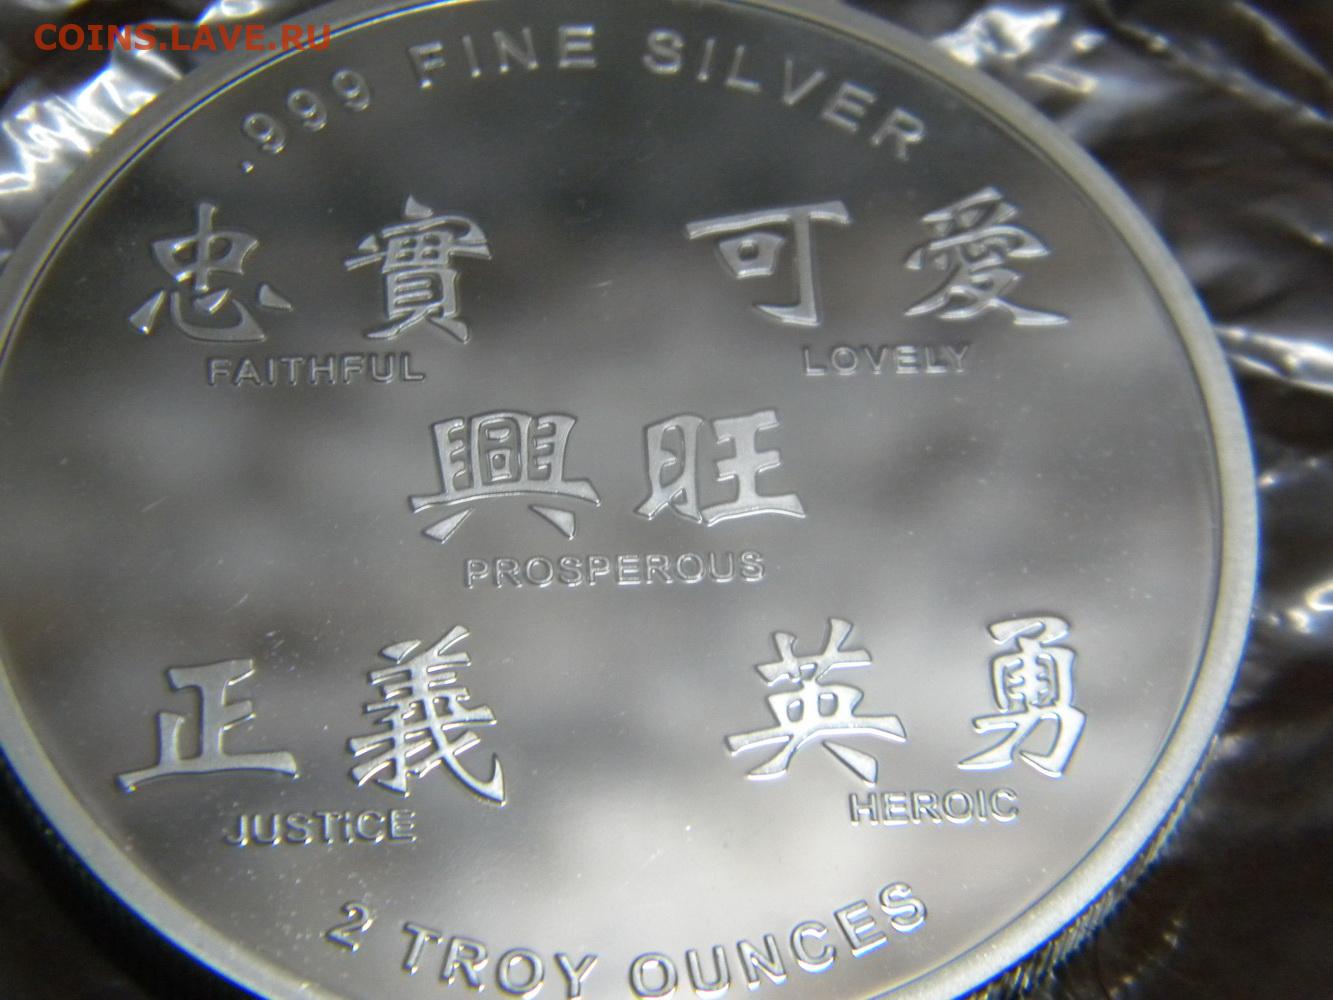 COINS.LAVE.RU
.999 FINE SILVER
忠實 可愛
FAITHFUL LOVELY
興旺
PROSPEROUS
正義 英勇
JUSTiCE HEROIC
2 TROY OUNCES